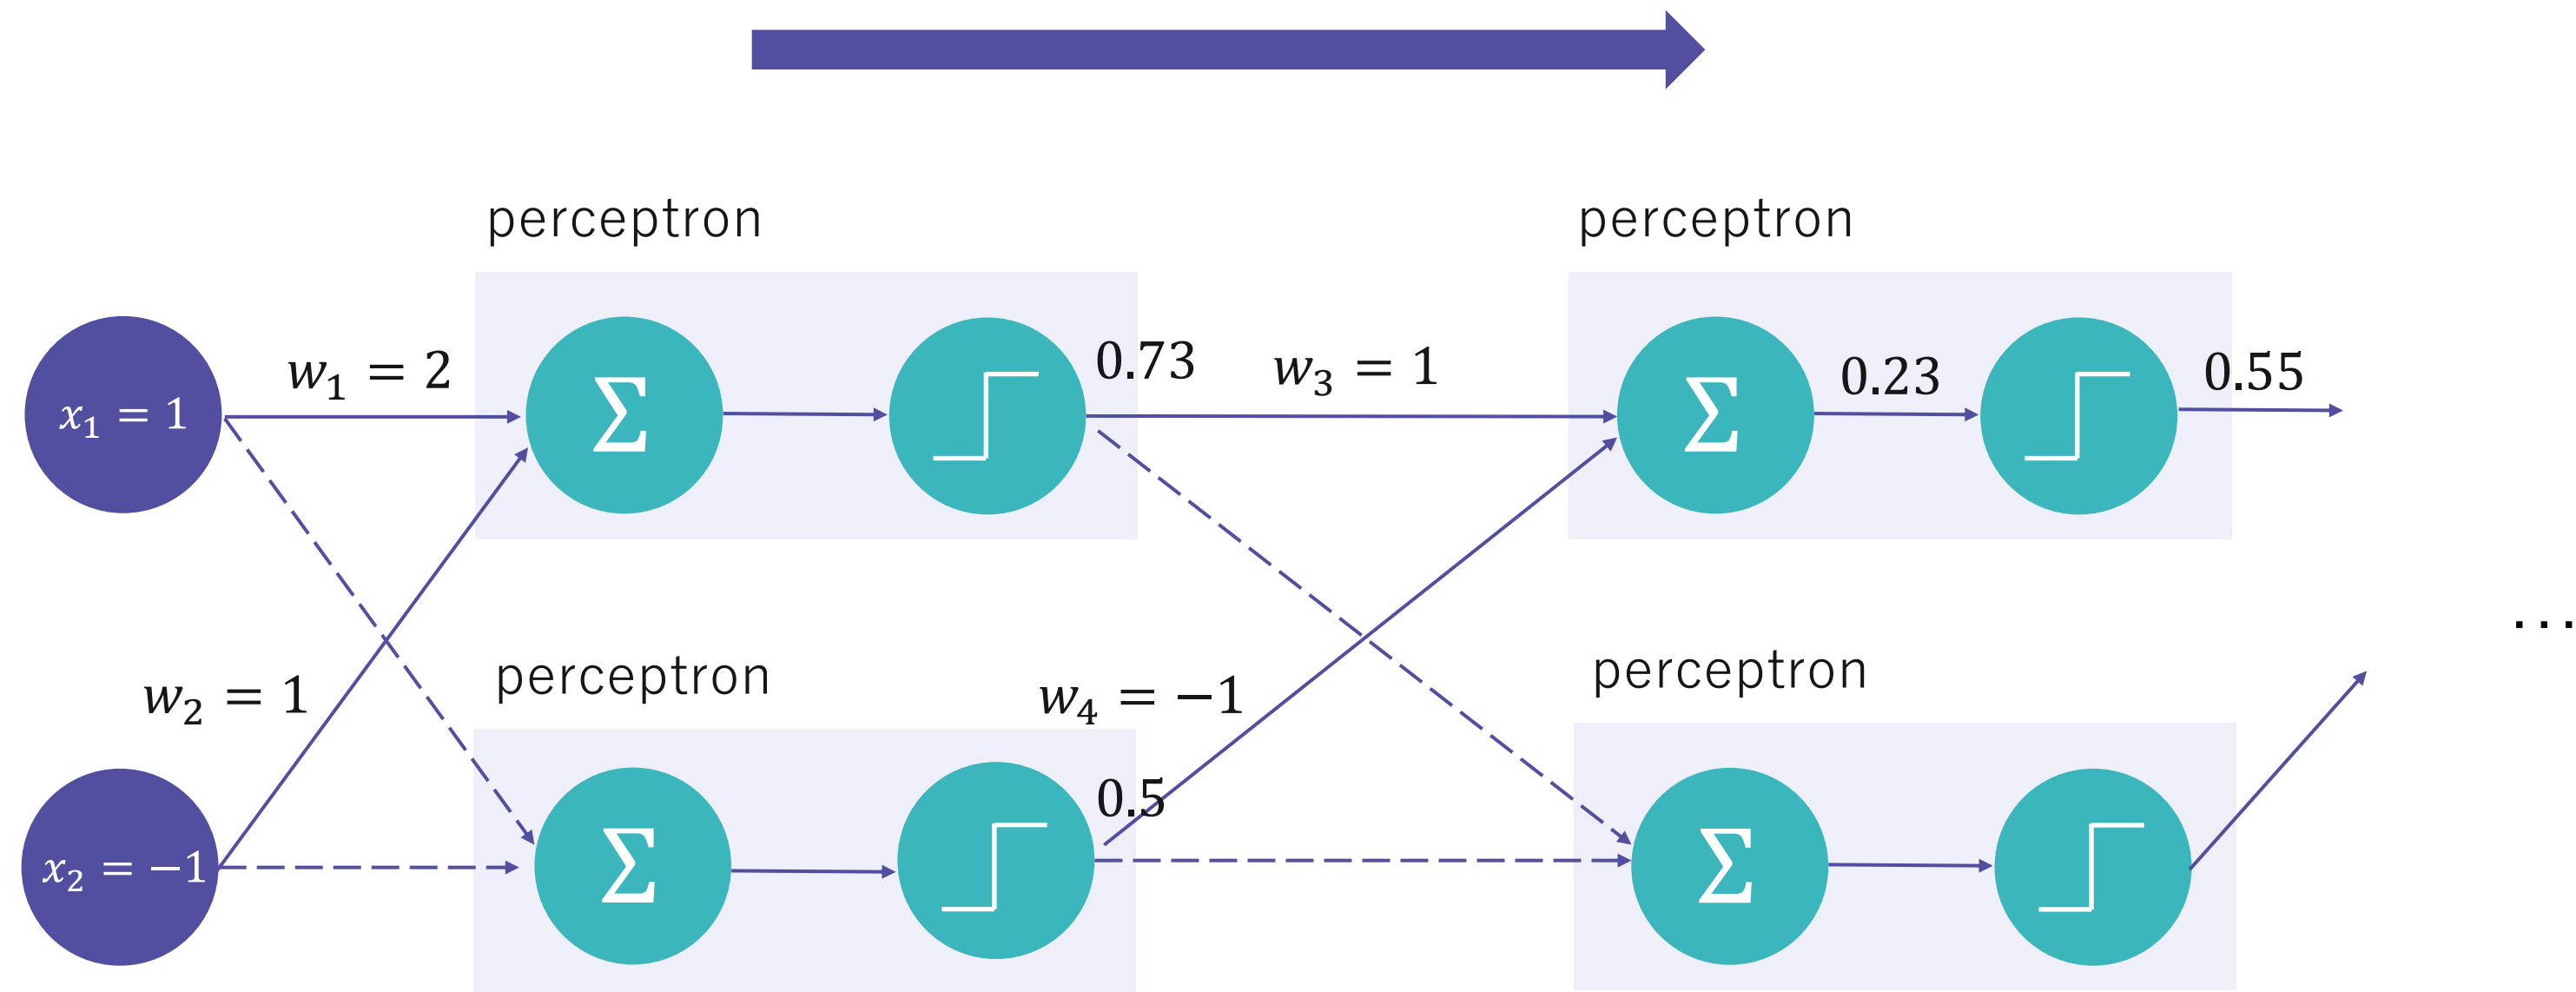 perceptron
perceptron
w₁ = 2
0.73
w₃ = 1
0.23
0.55
x₁ = 1
Σ
Σ
...
perceptron
perceptron
w₂ = 1
w₄ = −1
0.5
x₂ = −1
Σ
Σ